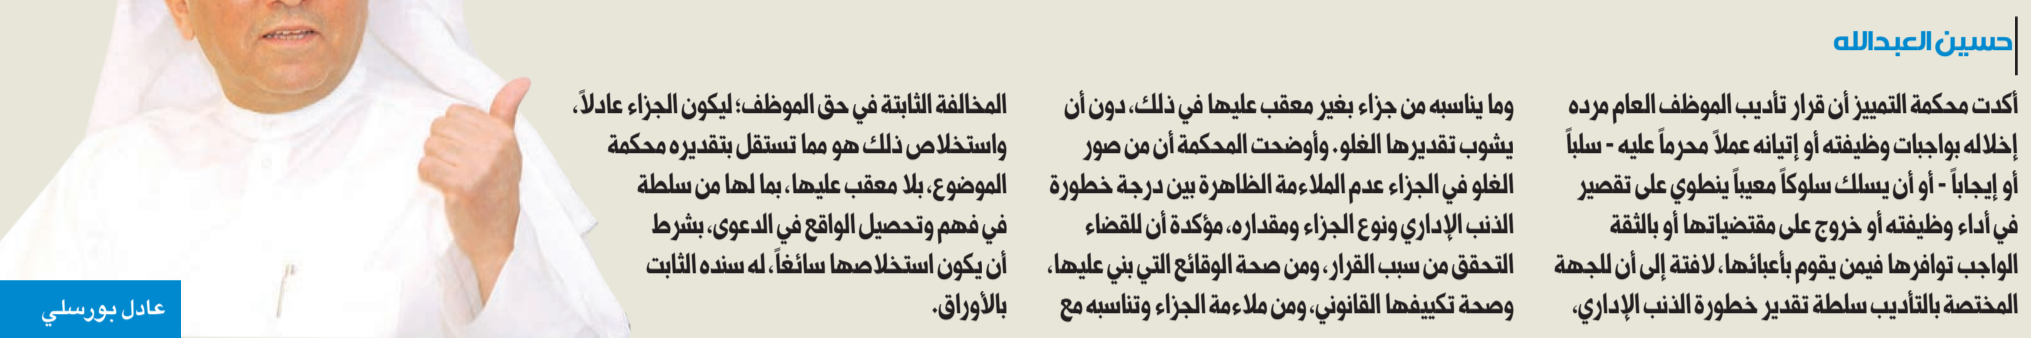 حسين العبدالله
أكدت محكمة التمييز أن قرار تأديب الموظف العام مرده
إخلاله بواجبات وظيفته أو إتيانه عملاً محرماً عليه - سلباً
أو إيجاباً - أو أن يسلك سلوكاً معيباً ينطوي على تقصير
في أداء وظيفته أو خروج على مقتضياتها أو بالثقة
الواجب توافرها فيمن يقوم بأعبائها، لافتة إلى أن للجهة
المختصة بالتأديب سلطة تقدير خطورة الذنب الإداري،
وما يناسبه من جزاء بغير معقب عليها في ذلك، دون أن
يشوب تقديرها الغلو. وأوضحت المحكمة أن من صور
الغلو في الجزاء عدم الملاءمة الظاهرة بين درجة خطورة
الذنب الإداري ونوع الجزاء ومقداره، مؤكدة أن للقضاء
التحقق من سبب القرار، ومن صحة الوقائع التي بني عليها،
وصحة تكييفها القانوني، ومن ملاءمة الجزاء وتناسبه مع
المخالفة الثابتة في حق الموظف؛ ليكون الجزاء عادلاً،
واستخلاص ذلك هو مما تستقل بتقديره محكمة
الموضوع، بلا معقب عليها، بما لها من سلطة
في فهم وتحصيل الواقع في الدعوى، بشرط
أن يكون استخلاصها سائغاً، له سنده الثابت
بالأوراق.
عادل بورسلي